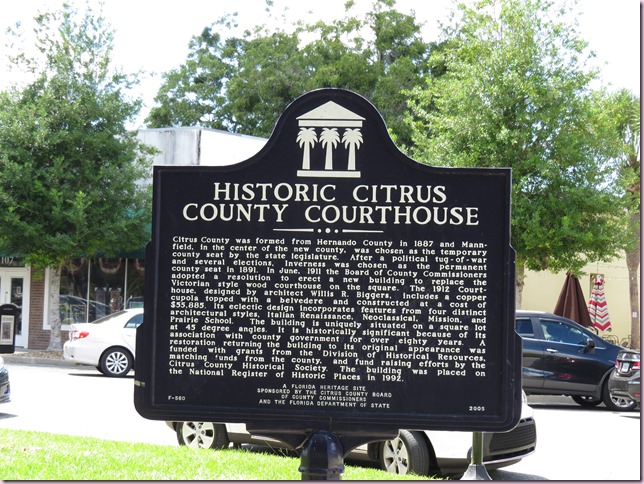 HISTORIC CITRUS
COUNTY COURTHOUSE
Citrus County was formed from Hernando County in 1887 and Mann-
field, in the center of the new county, was chosen as the temporary
county seat by the state legislature. After a political tug-of-war
and several elections, Inverness was chosen as the permanent
county seat in 1891. In June, 1911 the Board of County Commissioners
adopted a resolution to erect a new building to replace the
Victorian style wood courthouse on the square. The 1912 Court-
house, designed by architect Willis R. Biggers, includes a copper
cupola topped with a belvedere and constructed at a cost of
$55,885. Its eclectic design incorporates features from four distinct
architectural styles, Italian Renaissance, Neoclassical, Mission, and
Prairie School. The building is uniquely situated on a square lot
at 45 degree angles. It is historically significant because of its
association with county government for over eighty years. A
restoration returning the building to its original appearance was
funded with grants from the Division of Historical Resources,
matching funds from the county, and fund raising efforts by the
Citrus County Historical Society. The building was placed on
the National Register of Historic Places in 1992.
A FLORIDA HERITAGE SITE
SPONSORED BY THE CITRUS COUNTY BOARD
OF COUNTY COMMISSIONERS
AND THE FLORIDA DEPARTMENT OF STATE
F-560 2005
107